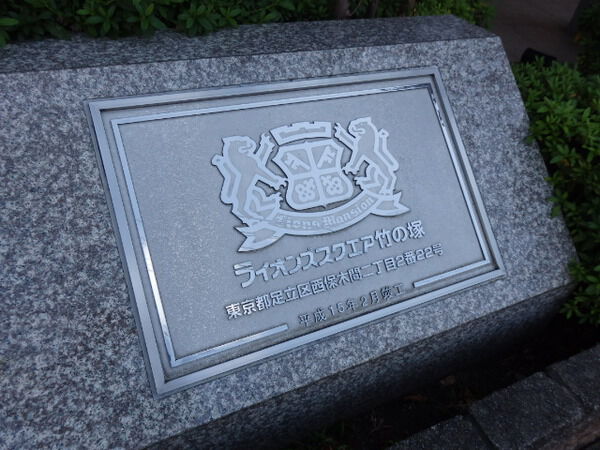 Lions Mansion
ライオンズスクエア竹の塚
東京都足立区西保木間二丁目2番22号
平成15年2月竣工